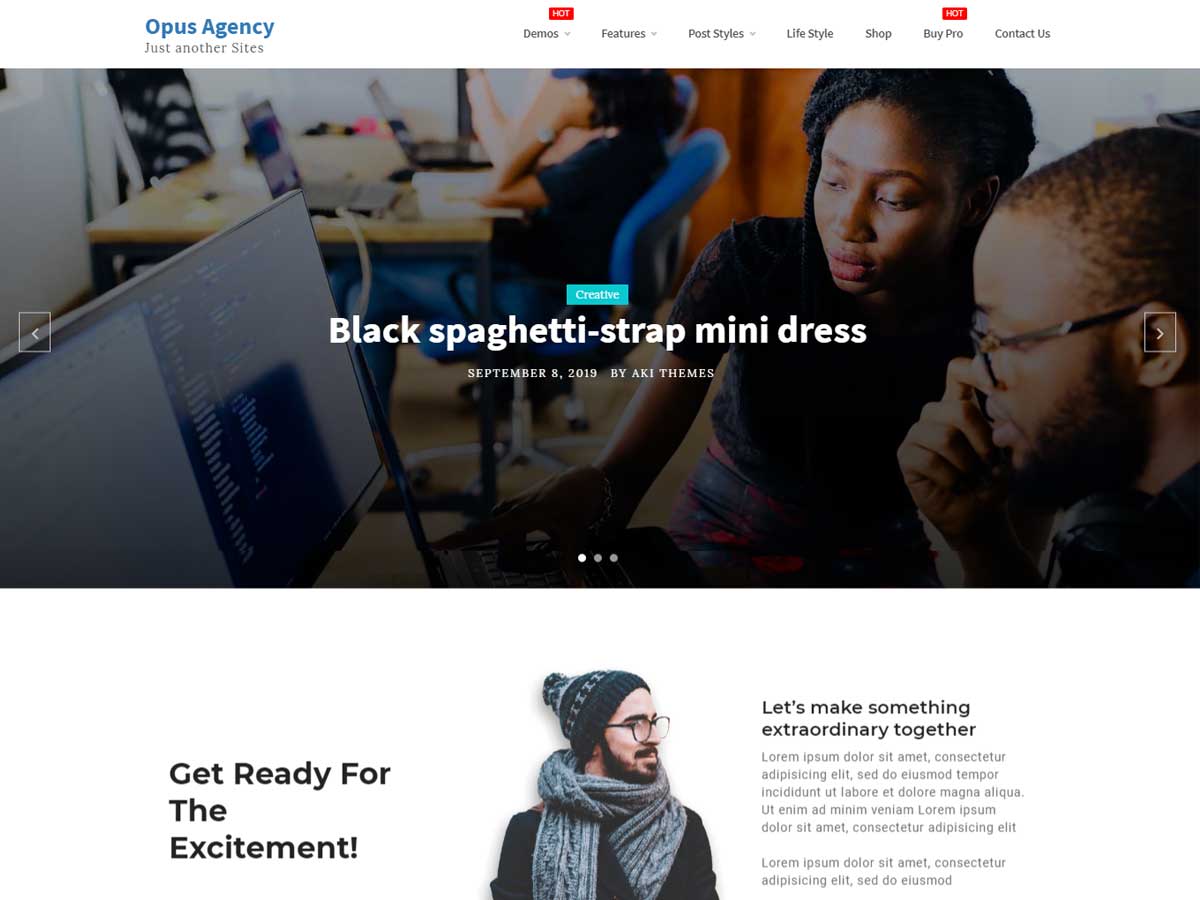 Opus Agency
Just another Sites
HOT
HOT
Demos Features Post Styles Life Style Shop Buy Pro Contact Us
Creative
Black spaghetti-strap mini dress
SEPTEMBER 8, 2019 BY AKI THEMES
Get Ready For
The
Excitement!
Let’s make something
extraordinary together
Lorem ipsum dolor sit amet, consectetur
adipisicing elit, sed do eiusmod tempor
incididunt ut labore et dolore magna aliqua.
Ut enim ad minim veniam Lorem ipsum
dolor sit amet, consectetur adipisicing elit
Lorem ipsum dolor sit amet, consectetur
adipisicing elit, sed do eiusmod